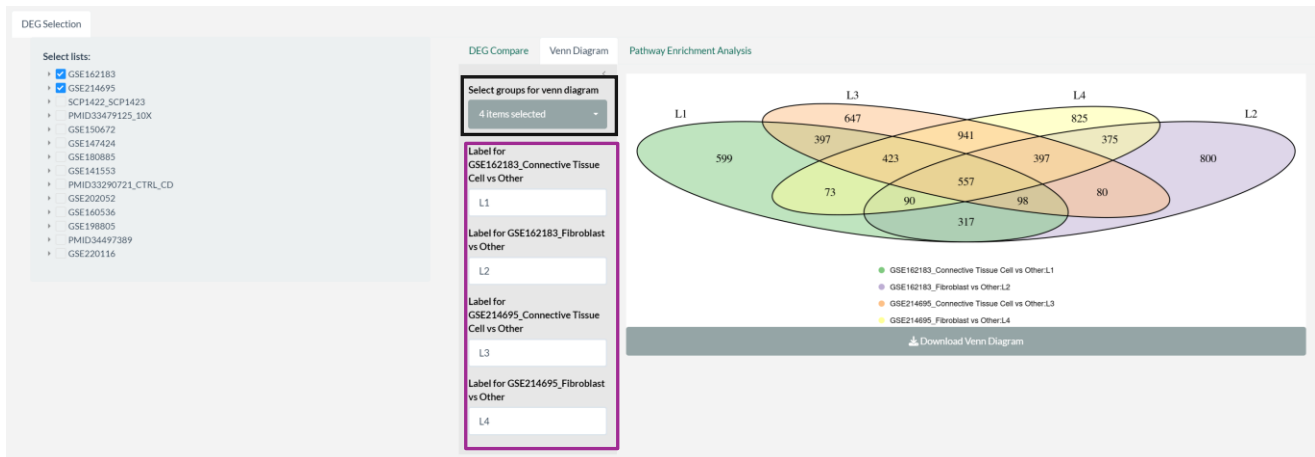 DEG Selection
Select lists:
GSE162183
GSE214695
SCP1422_SCP1423
PMID33479125_10X
GSE150672
GSE147424
GSE180885
GSE141553
PMID33290721_CTRL_CD
GSE202052
GSE160536
GSE198805
PMID34497389
GSE220116
DEG Compare
Venn Diagram
Pathway Enrichment Analysis
Select groups for venn diagram
4 items selected
Label for
GSE162183_Connective Tissue
Cell vs Other
L1
Label for GSE162183_Fibroblast
vs Other
L2
Label for
GSE214695_Connective Tissue
Cell vs Other
L3
Label for GSE214695_Fibroblast
vs Other
L4
L3 L4
L1 L2
647 825
397 941 375
599 423 397 800
557
73 90 98 80
317
GSE162183_Connective Tissue Cell vs Other:L1
GSE162183_Fibroblast vs Other:L2
GSE214695_Connective Tissue Cell vs Other:L3
GSE214695_Fibroblast vs Other:L4
Download Venn Diagram